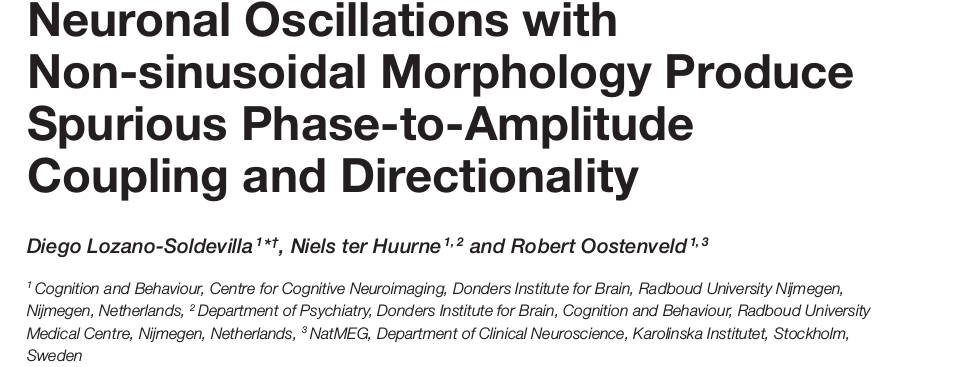 Neuronal Oscillations with
Non-sinusoidal Morphology Produce
Spurious Phase-to-Amplitude
Coupling and Directionality
Diego Lozano-Soldevilla 1*†, Niels ter Huurne 1, 2 and Robert Oostenveld 1, 3
1 Cognition and Behaviour, Centre for Cognitive Neuroimaging, Donders Institute for Brain, Radboud University Nijmegen,
Nijmegen, Netherlands, 2 Department of Psychiatry, Donders Institute for Brain, Cognition and Behaviour, Radboud University
Medical Centre, Nijmegen, Netherlands, 3 NatMEG, Department of Clinical Neuroscience, Karolinska Institutet, Stockholm,
Sweden